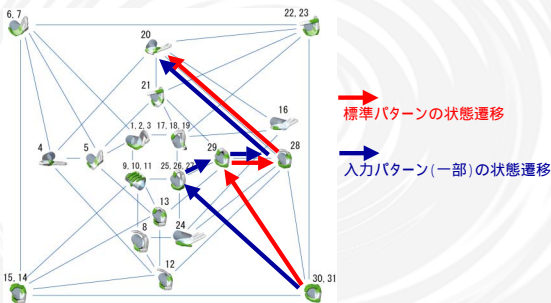 6, 7
22, 23
20
21
16
標準パターンの状態遷移
1, 2, 3
17, 18, 19
4
5
29
28
入力パターン(一部)の状態遷移
9, 10, 11
25, 26, 27
13
8
24
12
15, 14
30, 31